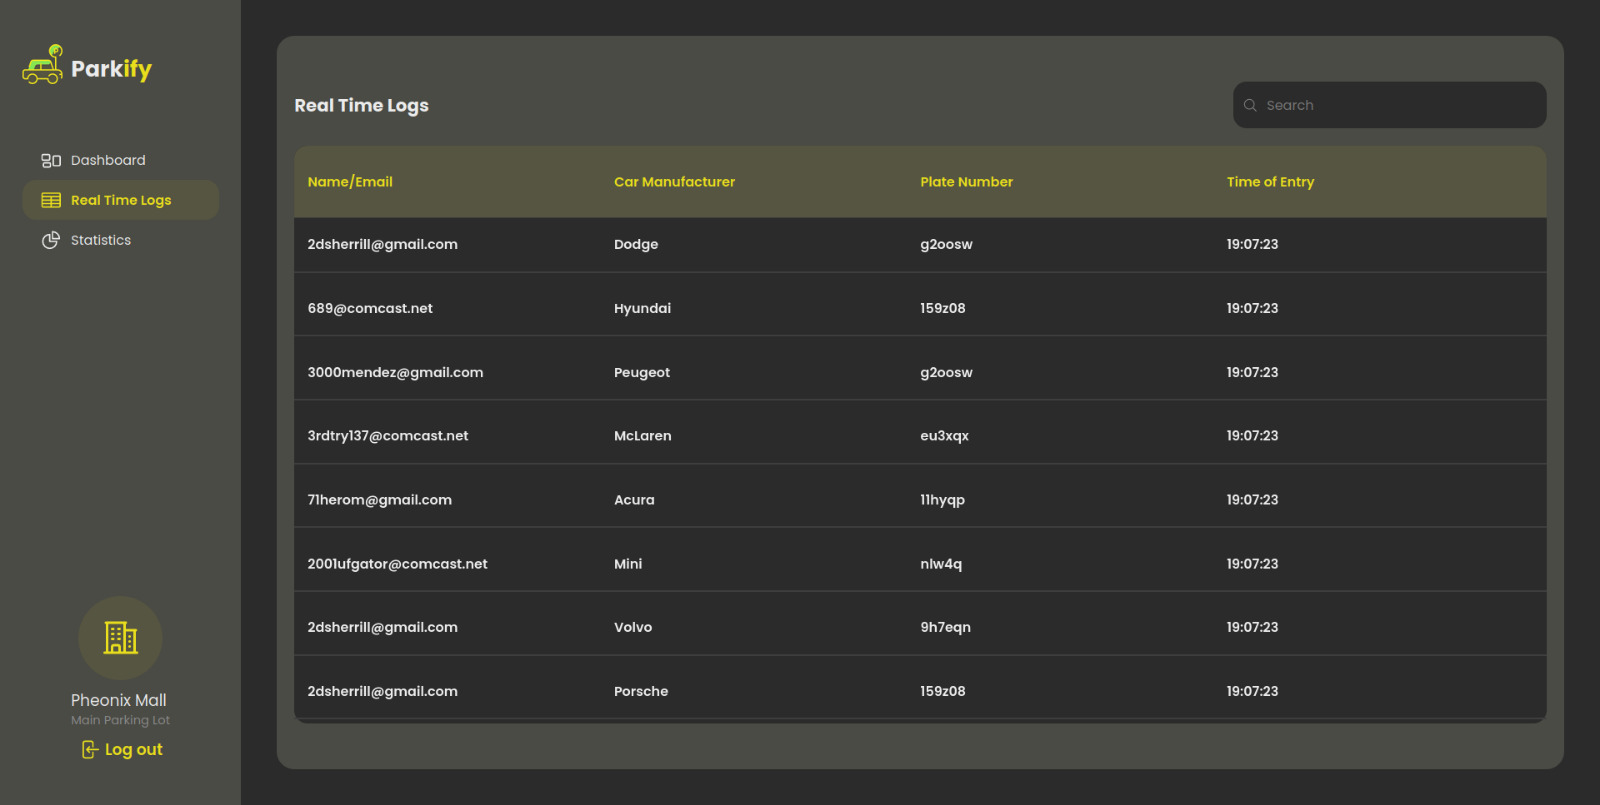 Parkify
Dashboard
Real Time Logs
Statistics
Pheonix Mall
Main Parking Lot
Log out
Real Time Logs
Search
Name/Email Car Manufacturer Plate Number Time of Entry
2dsherrill@gmail.com Dodge g2oosw 19:07:23
689@comcast.net Hyundai 159z08 19:07:23
3000mendez@gmail.com Peugeot g2oosw 19:07:23
3rdtry137@comcast.net McLaren eu3xqx 19:07:23
71herom@gmail.com Acura 11hyqp 19:07:23
2001ufgator@comcast.net Mini nlw4q 19:07:23
2dsherrill@gmail.com Volvo 9h7eqn 19:07:23
2dsherrill@gmail.com Porsche 159z08 19:07:23